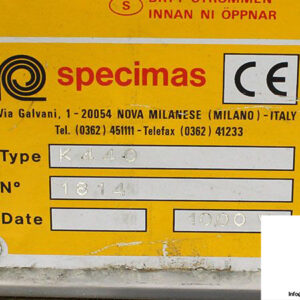 S
BRYT STRÖMMEN
INNAN NI ÖPPNAR
specimas CE
Via Galvani, 1 - 20054 NOVA MILANESE (MILANO) - ITALY
Tel. (0362) 451111 - Telefax (0362) 41233
Type K 440
N° 1814
Date 1000